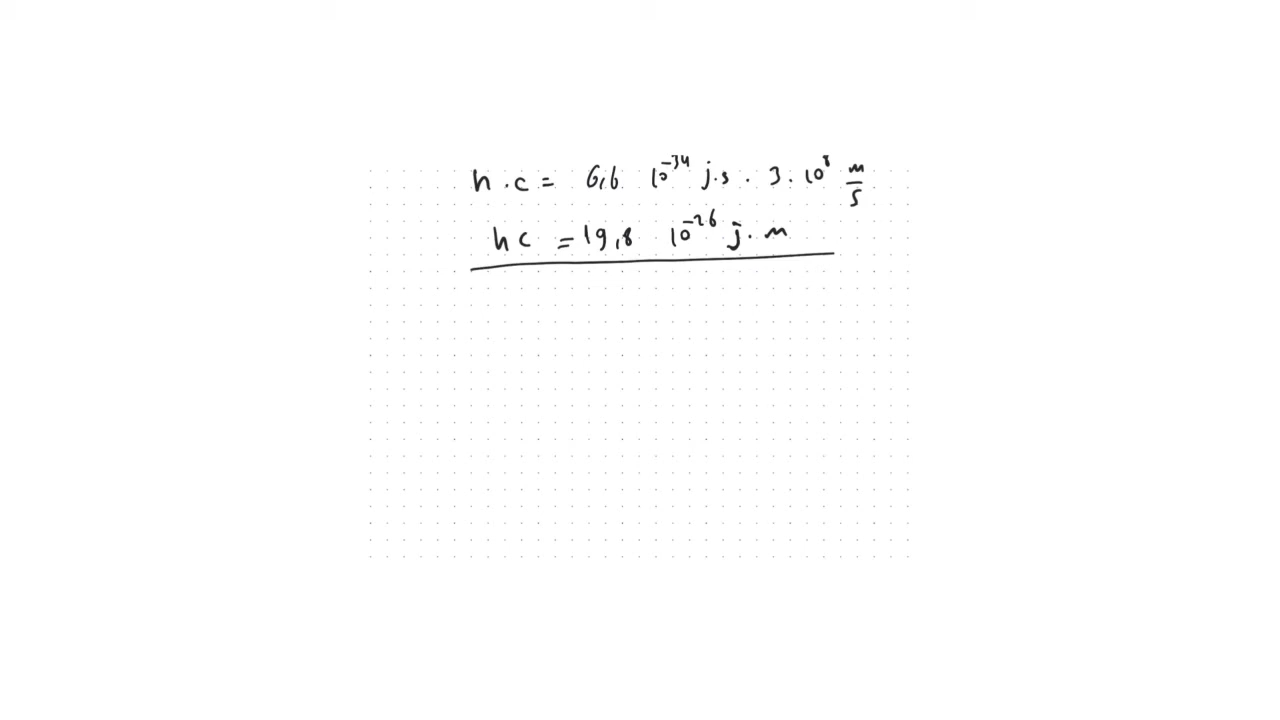 h · c = 6,6 10⁻³⁴ j·s · 3 · 10⁸ m/s
hc = 19,8 10⁻²⁶ j · m